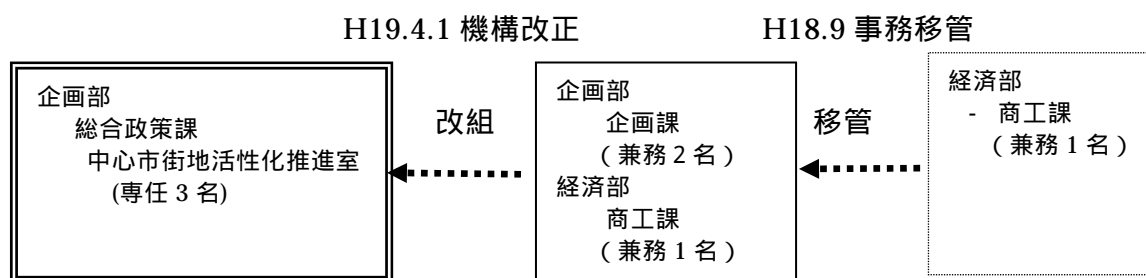 H19.4.1 機構改正
H18.9 事務移管
企画部
総合政策課
中心市街地活性化推進室
(専任 3 名)
改組
企画部
企画課
（兼務 2 名）
経済部
商工課
（兼務 1 名）
移管
経済部
- 商工課
（兼務 1 名）